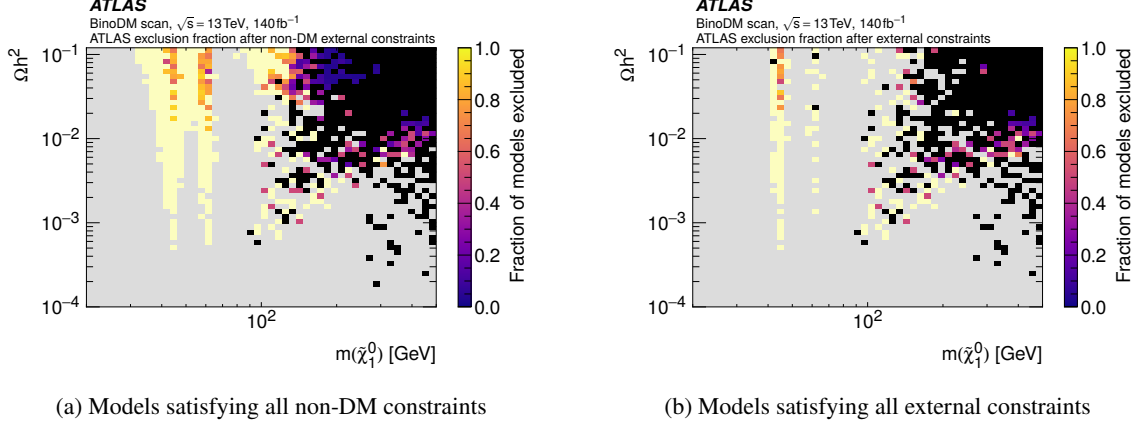 ATLAS
BinoDM scan, √s = 13 TeV, 140 fb⁻¹
ATLAS exclusion fraction after non-DM external constraints
Ωh²
10⁻¹
10⁻²
10⁻³
10⁻⁴
10²
m(χ̃₁⁰) [GeV]
1.0
0.8
0.6
0.4
0.2
0.0
Fraction of models excluded
(a) Models satisfying all non-DM constraints
ATLAS
BinoDM scan, √s = 13 TeV, 140 fb⁻¹
ATLAS exclusion fraction after external constraints
Ωh²
10⁻¹
10⁻²
10⁻³
10⁻⁴
10²
m(χ̃₁⁰) [GeV]
1.0
0.8
0.6
0.4
0.2
0.0
Fraction of models excluded
(b) Models satisfying all external constraints